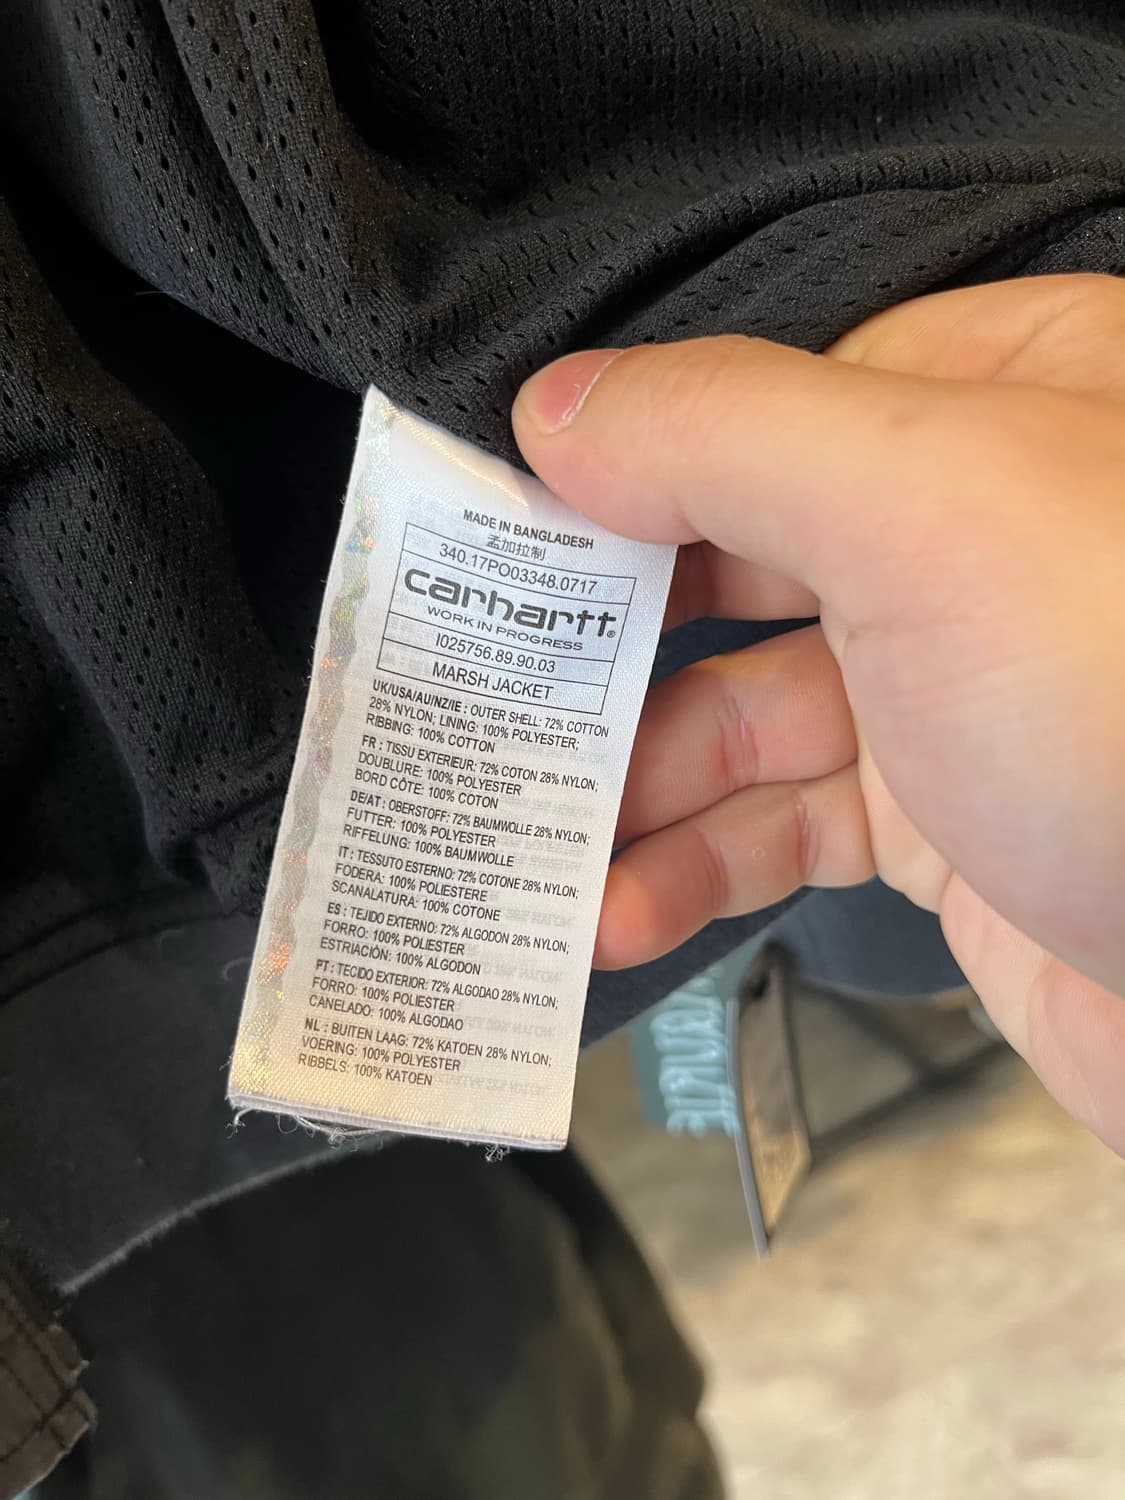 MADE IN BANGLADESH
孟加拉制
340.17PO03348.0717
carhartt®
WORK IN PROGRESS
I025756.89.90.03
MARSH JACKET
UK/USA/AU/NZ/IE : OUTER SHELL: 72% COTTON
28% NYLON; LINING: 100% POLYESTER;
RIBBING: 100% COTTON
FR : TISSU EXTERIEUR: 72% COTON 28% NYLON;
DOUBLURE: 100% POLYESTER
BORD CÔTE: 100% COTON
DE/AT : OBERSTOFF: 72% BAUMWOLLE 28% NYLON;
FUTTER: 100% POLYESTER
RIFFELUNG: 100% BAUMWOLLE
IT : TESSUTO ESTERNO: 72% COTONE 28% NYLON;
FODERA: 100% POLIESTERE
SCANALATURA: 100% COTONE
ES : TEJIDO EXTERNO: 72% ALGODON 28% NYLON;
FORRO: 100% POLIESTER
ESTRIACIÓN: 100% ALGODON
PT : TECIDO EXTERIOR: 72% ALGODAO 28% NYLON;
FORRO: 100% POLIESTER
CANELADO: 100% ALGODAO
NL : BUITEN LAAG: 72% KATOEN 28% NYLON;
VOERING: 100% POLYESTER
RIBBELS: 100% KATOEN